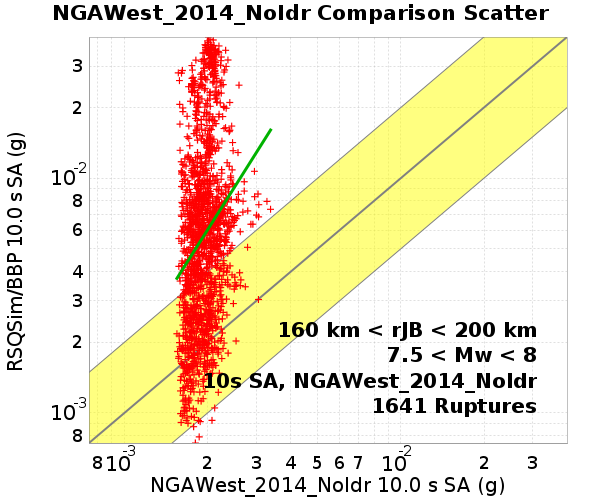 NGAWest_2014_NoIdr Comparison Scatter
RSQSim/BBP 10.0 s SA (g)
3
2
10-2
8
6
4
3
2
10-3
8
160 km < rJB < 200 km
7.5 < Mw < 8
10s SA, NGAWest_2014_NoIdr
1641 Ruptures
8 10-3 2 3 4 5 6 7 10-2 2 3
NGAWest_2014_NoIdr 10.0 s SA (g)